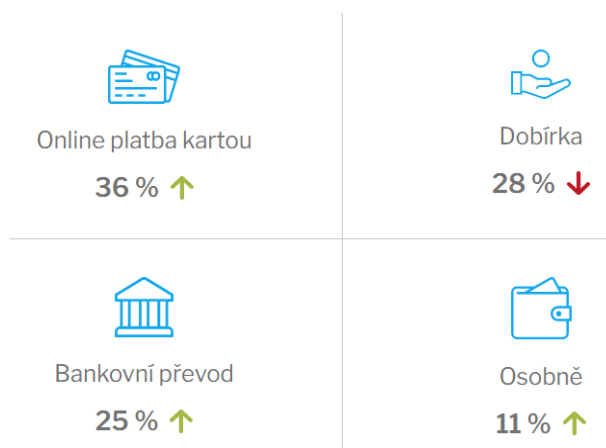 Online platba kartou
36 %
Dobírka
28 %
Bankovní převod
25 %
Osobně
11 %